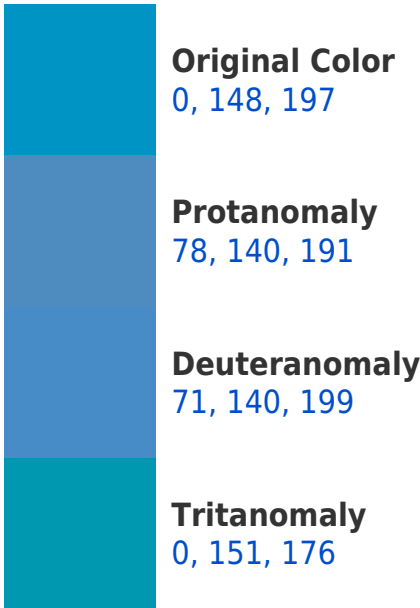 Original Color
0, 148, 197
Protanomaly
78, 140, 191
Deuteranomaly
71, 140, 199
Tritanomaly
0, 151, 176